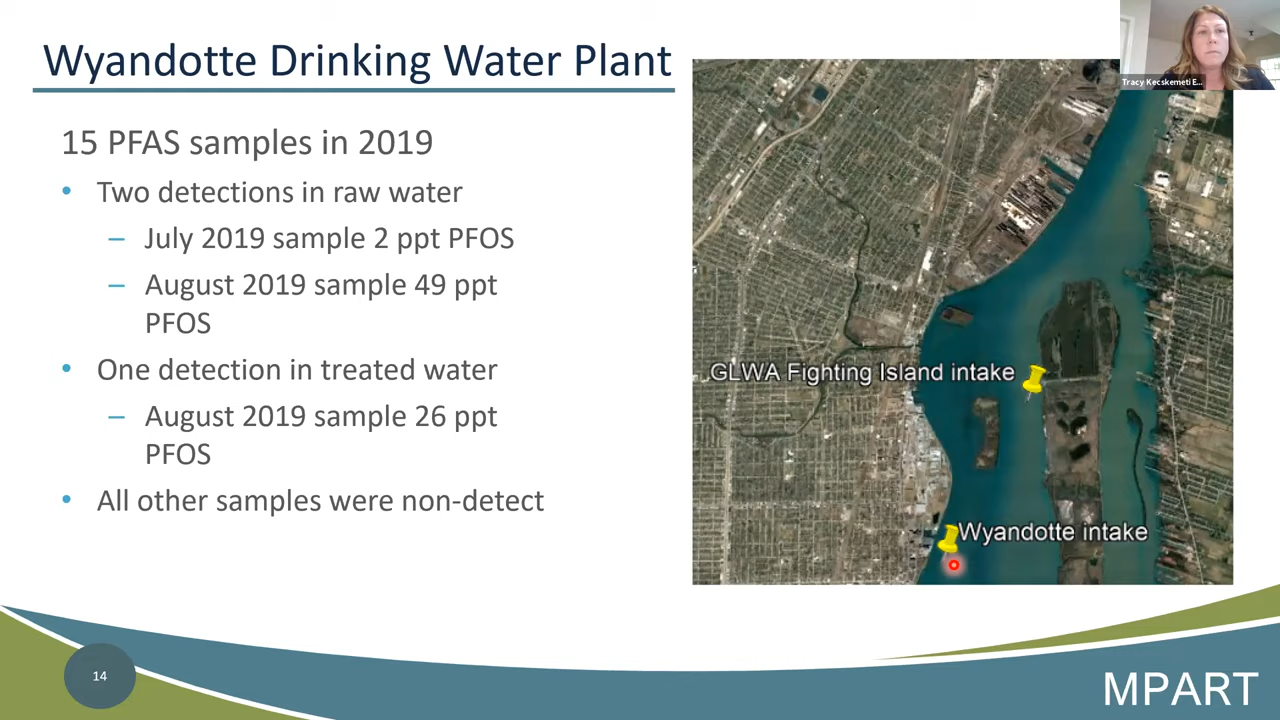 Wyandotte Drinking Water Plant
Tracy Kecskemeti E...
15 PFAS samples in 2019
• Two detections in raw water
– July 2019 sample 2 ppt PFOS
– August 2019 sample 49 ppt
PFOS
• One detection in treated water
– August 2019 sample 26 ppt
PFOS
• All other samples were non-detect
GLWA Fighting Island intake
Wyandotte intake
14
MPART